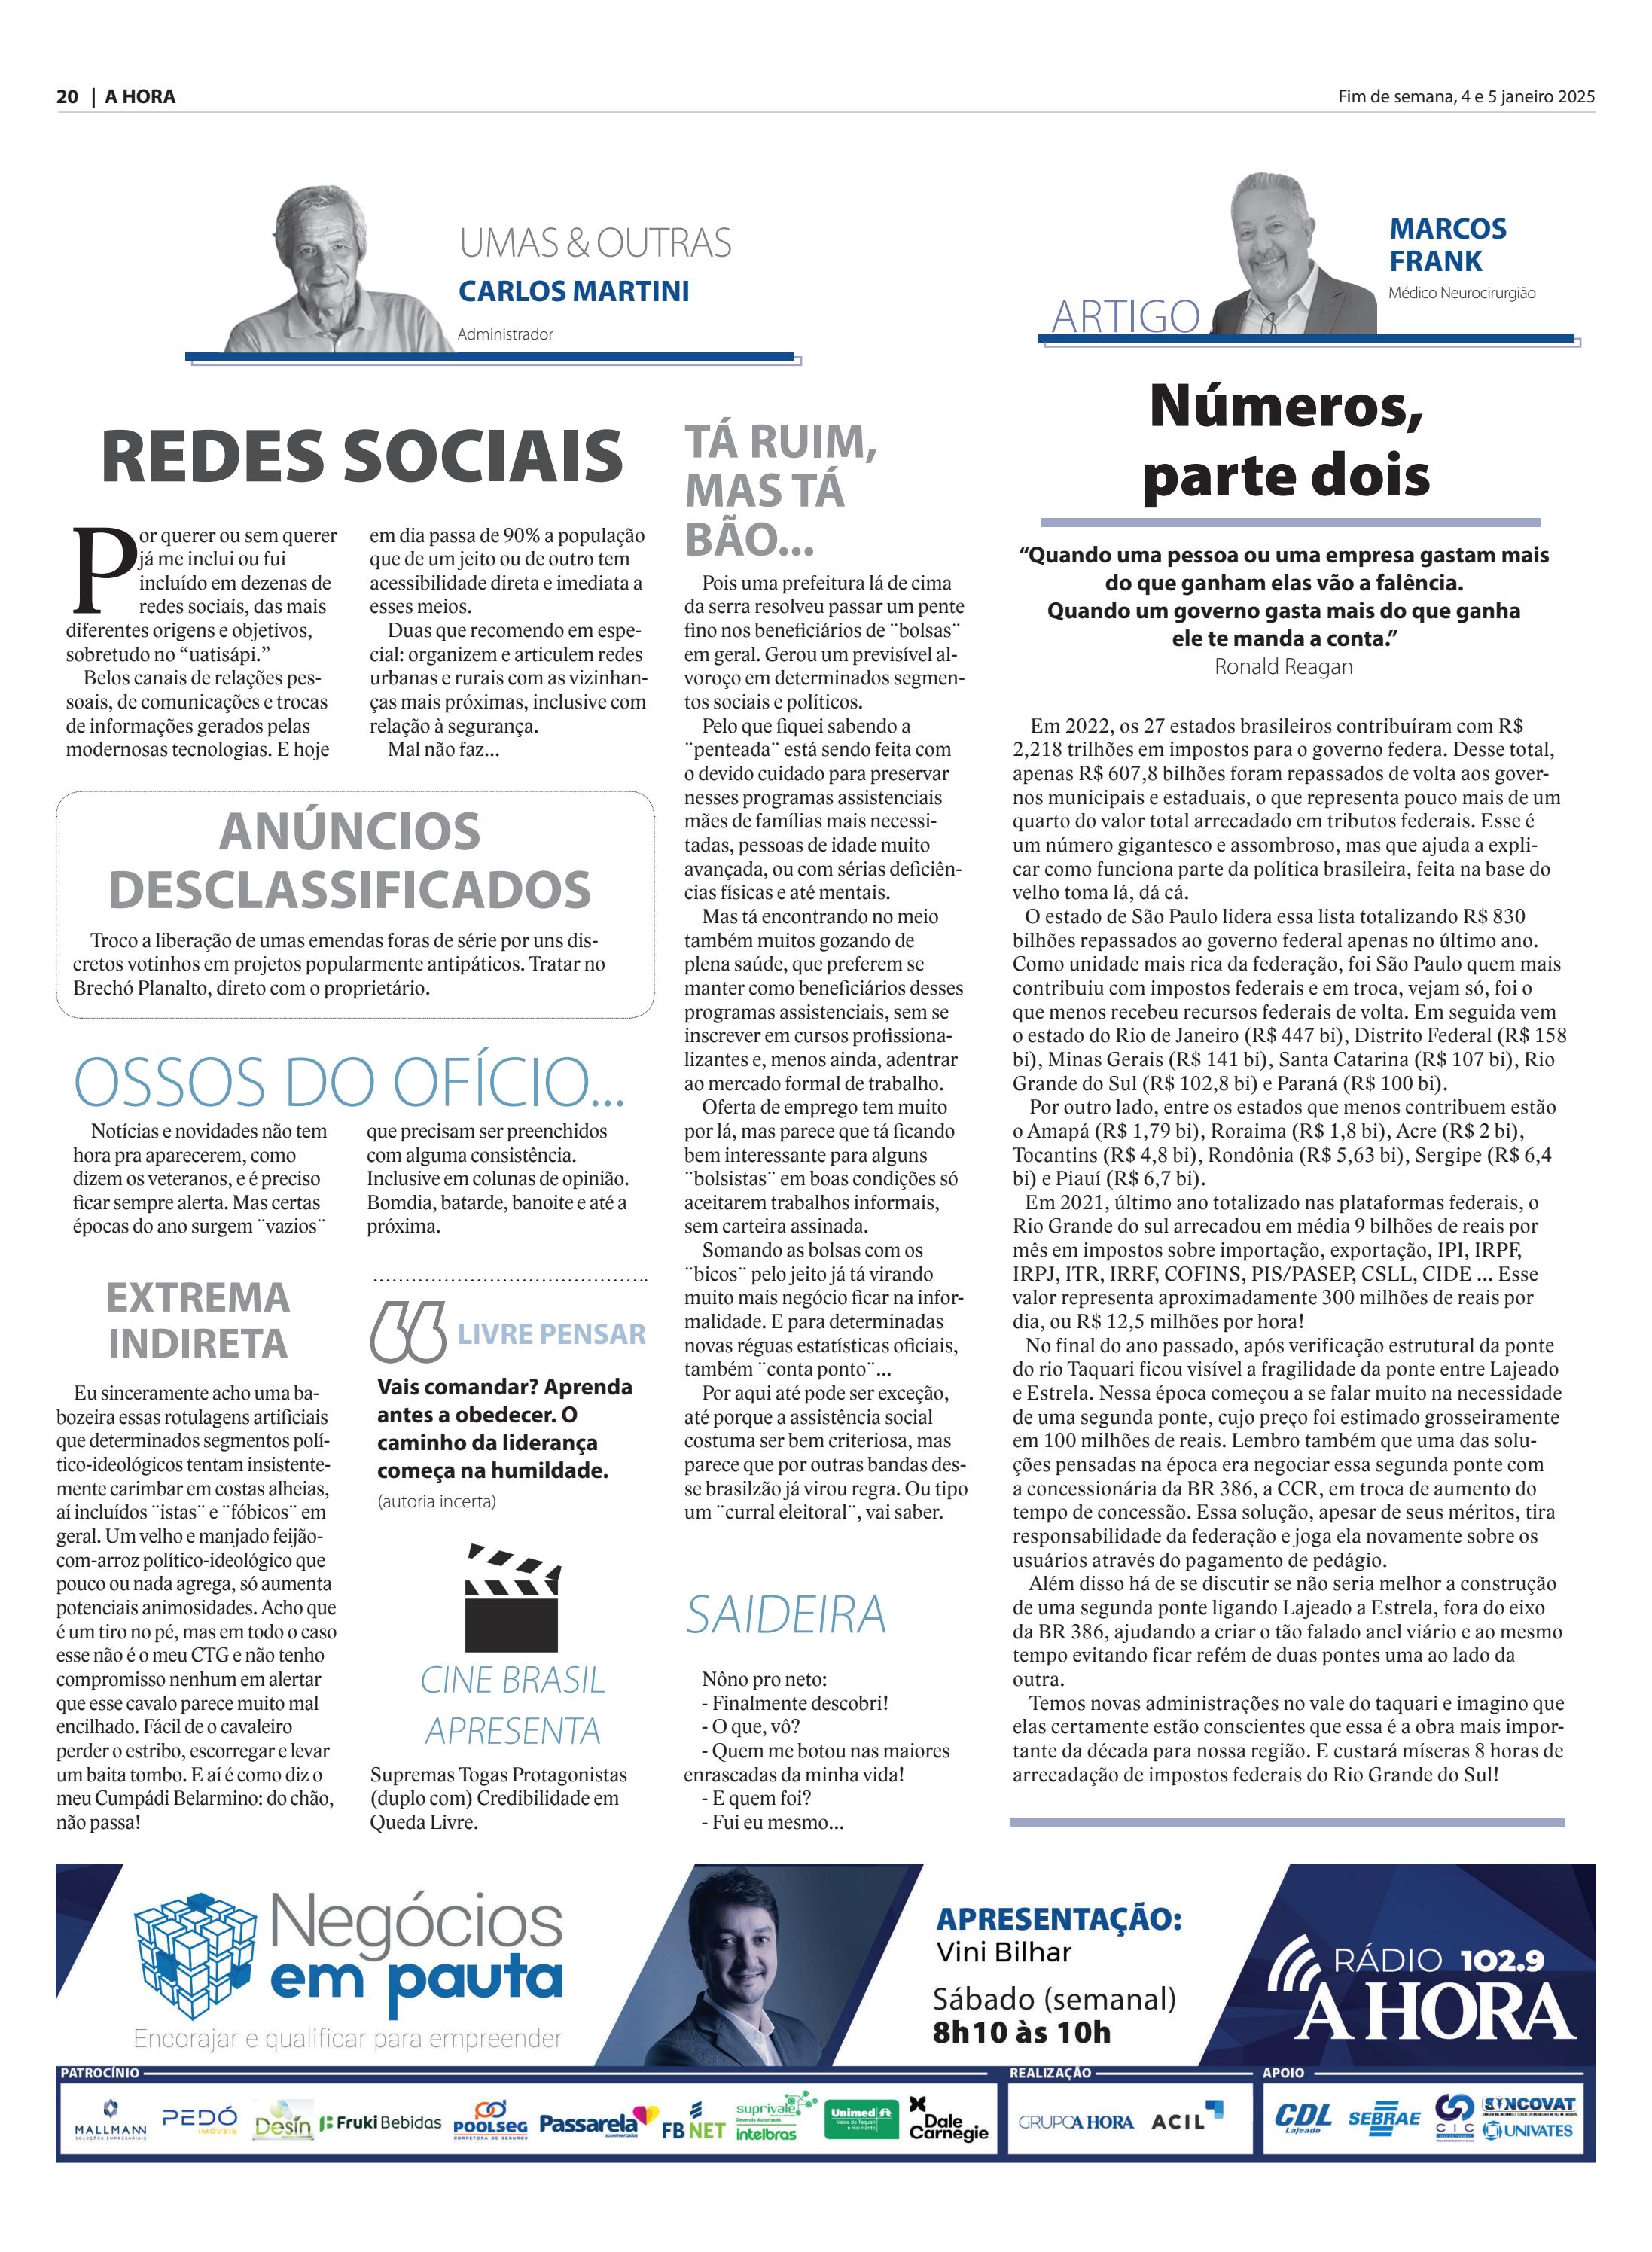 20 | A HORA
Fim de semana, 4 e 5 janeiro 2025
UMAS & OUTRAS
CARLOS MARTINI
Administrador
REDES SOCIAIS
Por querer ou sem querer
já me inclui ou fui
incluído em dezenas de
redes sociais, das mais
diferentes origens e objetivos,
sobretudo no “uatisápi.”
Belos canais de relações pes-
soais, de comunicações e trocas
de informações gerados pelas
modernosas tecnologias. E hoje
em dia passa de 90% a população
que de um jeito ou de outro tem
acessibilidade direta e imediata a
esses meios.
Duas que recomendo em espe-
cial: organizem e articulem redes
urbanas e rurais com as vizinhan-
ças mais próximas, inclusive com
relação à segurança.
Mal não faz...
ANÚNCIOS
DESCLASSIFICADOS
Troco a liberação de umas emendas foras de série por uns dis-
cretos votinhos em projetos popularmente antipáticos. Tratar no
Brechó Planalto, direto com o proprietário.
OSSOS DO OFÍCIO...
Notícias e novidades não tem
hora pra aparecerem, como
dizem os veteranos, e é preciso
ficar sempre alerta. Mas certas
épocas do ano surgem ¨vazios¨
que precisam ser preenchidos
com alguma consistência.
Inclusive em colunas de opinião.
Bomdia, batarde, banoite e até a
próxima.
EXTREMA
INDIRETA
Eu sinceramente acho uma ba-
bozeira essas rotulagens artificiais
que determinados segmentos polí-
tico-ideológicos tentam insistente-
mente carimbar em costas alheias,
aí incluídos ¨istas¨ e ¨fóbicos¨ em
geral. Um velho e manjado feijão-
com-arroz político-ideológico que
pouco ou nada agrega, só aumenta
potenciais animosidades. Acho que
é um tiro no pé, mas em todo o caso
esse não é o meu CTG e não tenho
compromisso nenhum em alertar
que esse cavalo parece muito mal
encilhado. Fácil de o cavaleiro
perder o estribo, escorregar e levar
um baita tombo. E aí é como diz o
meu Cumpádi Belarmino: do chão,
não passa!
LIVRE PENSAR
Vais comandar? Aprenda
antes a obedecer. O
caminho da liderança
começa na humildade.
(autoria incerta)
CINE BRASIL
APRESENTA
Supremas Togas Protagonistas
(duplo com) Credibilidade em
Queda Livre.
TÁ RUIM,
MAS TÁ
BÃO...
Pois uma prefeitura lá de cima
da serra resolveu passar um pente
fino nos beneficiários de ¨bolsas¨
em geral. Gerou um previsível al-
voroço em determinados segmen-
tos sociais e políticos.
Pelo que fiquei sabendo a
¨penteada¨ está sendo feita com
o devido cuidado para preservar
nesses programas assistenciais
mães de famílias mais necessi-
tadas, pessoas de idade muito
avançada, ou com sérias deficiên-
cias físicas e até mentais.
Mas tá encontrando no meio
também muitos gozando de
plena saúde, que preferem se
manter como beneficiários desses
programas assistenciais, sem se
inscrever em cursos profissiona-
lizantes e, menos ainda, adentrar
ao mercado formal de trabalho.
Oferta de emprego tem muito
por lá, mas parece que tá ficando
bem interessante para alguns
¨bolsistas¨ em boas condições só
aceitarem trabalhos informais,
sem carteira assinada.
Somando as bolsas com os
¨bicos¨ pelo jeito já tá virando
muito mais negócio ficar na infor-
malidade. E para determinadas
novas réguas estatísticas oficiais,
também ¨conta ponto¨...
Por aqui até pode ser exceção,
até porque a assistência social
costuma ser bem criteriosa, mas
parece que por outras bandas des-
se brasilzão já virou regra. Ou tipo
um ¨curral eleitoral¨, vai saber.
SAIDEIRA
Nôno pro neto:
- Finalmente descobri!
- O que, vô?
- Quem me botou nas maiores
enrascadas da minha vida!
- E quem foi?
- Fui eu mesmo...
ARTIGO
MARCOS
FRANK
Médico Neurocirurgião
Números,
parte dois
“Quando uma pessoa ou uma empresa gastam mais
do que ganham elas vão a falência.
Quando um governo gasta mais do que ganha
ele te manda a conta.”
Ronald Reagan
Em 2022, os 27 estados brasileiros contribuíram com R$
2,218 trilhões em impostos para o governo federa. Desse total,
apenas R$ 607,8 bilhões foram repassados de volta aos gover-
nos municipais e estaduais, o que representa pouco mais de um
quarto do valor total arrecadado em tributos federais. Esse é
um número gigantesco e assombroso, mas que ajuda a expli-
car como funciona parte da política brasileira, feita na base do
velho toma lá, dá cá.
O estado de São Paulo lidera essa lista totalizando R$ 830
bilhões repassados ao governo federal apenas no último ano.
Como unidade mais rica da federação, foi São Paulo quem mais
contribuiu com impostos federais e em troca, vejam só, foi o
que menos recebeu recursos federais de volta. Em seguida vem
o estado do Rio de Janeiro (R$ 447 bi), Distrito Federal (R$ 158
bi), Minas Gerais (R$ 141 bi), Santa Catarina (R$ 107 bi), Rio
Grande do Sul (R$ 102,8 bi) e Paraná (R$ 100 bi).
Por outro lado, entre os estados que menos contribuem estão
o Amapá (R$ 1,79 bi), Roraima (R$ 1,8 bi), Acre (R$ 2 bi),
Tocantins (R$ 4,8 bi), Rondônia (R$ 5,63 bi), Sergipe (R$ 6,4
bi) e Piauí (R$ 6,7 bi).
Em 2021, último ano totalizado nas plataformas federais, o
Rio Grande do sul arrecadou em média 9 bilhões de reais por
mês em impostos sobre importação, exportação, IPI, IRPF,
IRPJ, ITR, IRRF, COFINS, PIS/PASEP, CSLL, CIDE ... Esse
valor representa aproximadamente 300 milhões de reais por
dia, ou R$ 12,5 milhões por hora!
No final do ano passado, após verificação estrutural da ponte
do rio Taquari ficou visível a fragilidade da ponte entre Lajeado
e Estrela. Nessa época começou a se falar muito na necessidade
de uma segunda ponte, cujo preço foi estimado grosseiramente
em 100 milhões de reais. Lembro também que uma das solu-
ções pensadas na época era negociar essa segunda ponte com
a concessionária da BR 386, a CCR, em troca de aumento do
tempo de concessão. Essa solução, apesar de seus méritos, tira
responsabilidade da federação e joga ela novamente sobre os
usuários através do pagamento de pedágio.
Além disso há de se discutir se não seria melhor a construção
de uma segunda ponte ligando Lajeado a Estrela, fora do eixo
da BR 386, ajudando a criar o tão falado anel viário e ao mesmo
tempo evitando ficar refém de duas pontes uma ao lado da
outra.
Temos novas administrações no vale do taquari e imagino que
elas certamente estão conscientes que essa é a obra mais impor-
tante da década para nossa região. E custará míseras 8 horas de
arrecadação de impostos federais do Rio Grande do Sul!
Negócios
em pauta
Encorajar e qualificar para empreender
APRESENTAÇÃO:
Vini Bilhar
Sábado (semanal)
8h10 às 10h
RÁDIO 102.9
A HORA
PATROCÍNIO
MALLMANN
SOLUÇÕES EMPRESARIAIS
PEDÓ
IMÓVEIS
Desin
Fruki Bebidas
POOLSEG
CORRETORA DE SEGUROS
Passarela
supermercados
FB NET
suprivale
Revenda Autorizada
intelbras
Unimed
Vales do Taquari
e Rio Pardo
Dale
Carnegie
REALIZAÇÃO
GRUPO A HORA
ACIL
APOIO
CDL
Lajeado
SEBRAE
CIC
SINCOVAT
UNIVATES